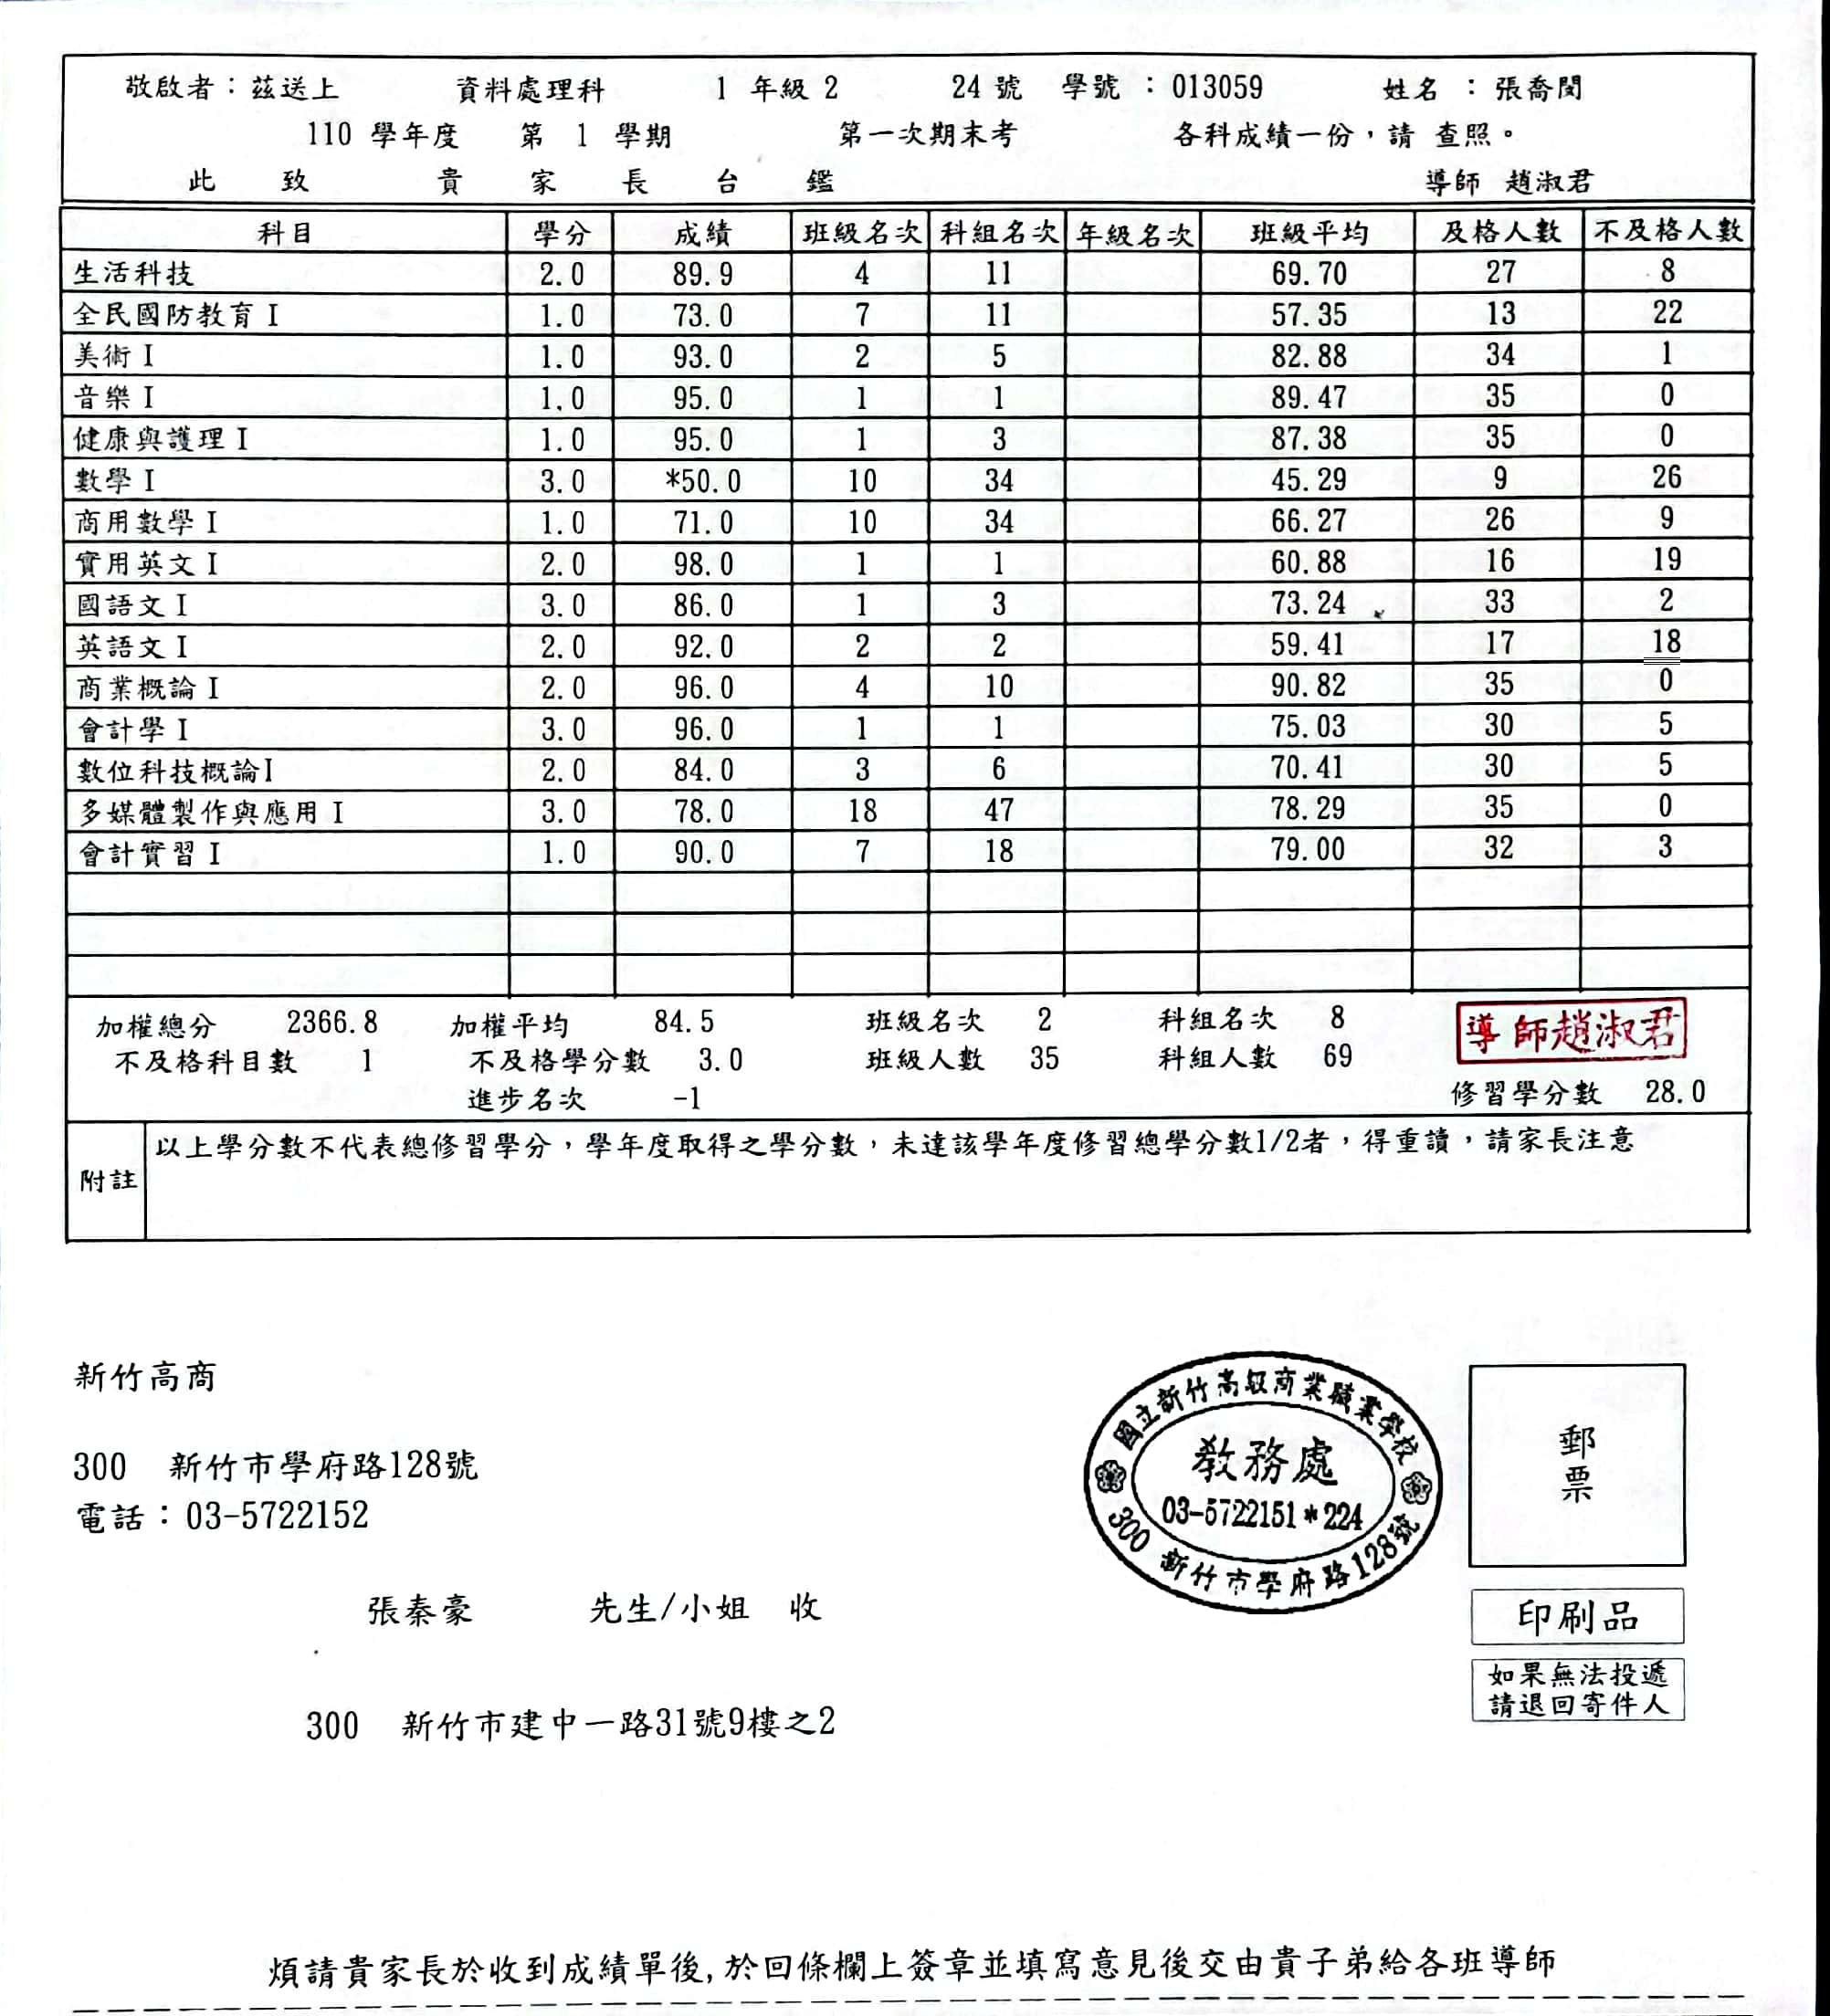 敬啟者：茲送上 資料處理科 1 年級 2 24 號 學號 ：013059 姓名 ：張喬閔
110 學年度 第 1 學期 第一次期末考 各科成績一份，請 查照。
此 致 貴 家 長 台 鑑 導師 趙淑君
科目 學分 成績 班級名次 科組名次 年級名次 班級平均 及格人數 不及格人數
生活科技 2.0 89.9 4 11 69.70 27 8
全民國防教育 I 1.0 73.0 7 11 57.35 13 22
美術 I 1.0 93.0 2 5 82.88 34 1
音樂 I 1.0 95.0 1 1 89.47 35 0
健康與護理 I 1.0 95.0 1 3 87.38 35 0
數學 I 3.0 *50.0 10 34 45.29 9 26
商用數學 I 1.0 71.0 10 34 66.27 26 9
實用英文 I 2.0 98.0 1 1 60.88 16 19
國語文 I 3.0 86.0 1 3 73.24 33 2
英語文 I 2.0 92.0 2 2 59.41 17 18
商業概論 I 2.0 96.0 4 10 90.82 35 0
會計學 I 3.0 96.0 1 1 75.03 30 5
數位科技概論I 2.0 84.0 3 6 70.41 30 5
多媒體製作與應用 I 3.0 78.0 18 47 78.29 35 0
會計實習 I 1.0 90.0 7 18 79.00 32 3
加權總分 2366.8 加權平均 84.5 班級名次 2 科組名次 8 導師趙淑君
不及格科目數 1 不及格學分數 3.0 班級人數 35 科組人數 69
進步名次 -1 修習學分數 28.0
附註 以上學分數不代表總修習學分，學年度取得之學分數，未達該學年度修習總學分數1/2者，得重讀，請家長注意
新竹高商
300 新竹市學府路128號
電話：03-5722152
國立新竹高級商業職業學校
教務處
03-5722151＊224
300 新竹市學府路128號
郵票
印刷品
如果無法投遞
請退回寄件人
張秦豪 先生/小姐 收
300 新竹市建中一路31號9樓之2
煩請貴家長於收到成績單後,於回條欄上簽章並填寫意見後交由貴子弟給各班導師